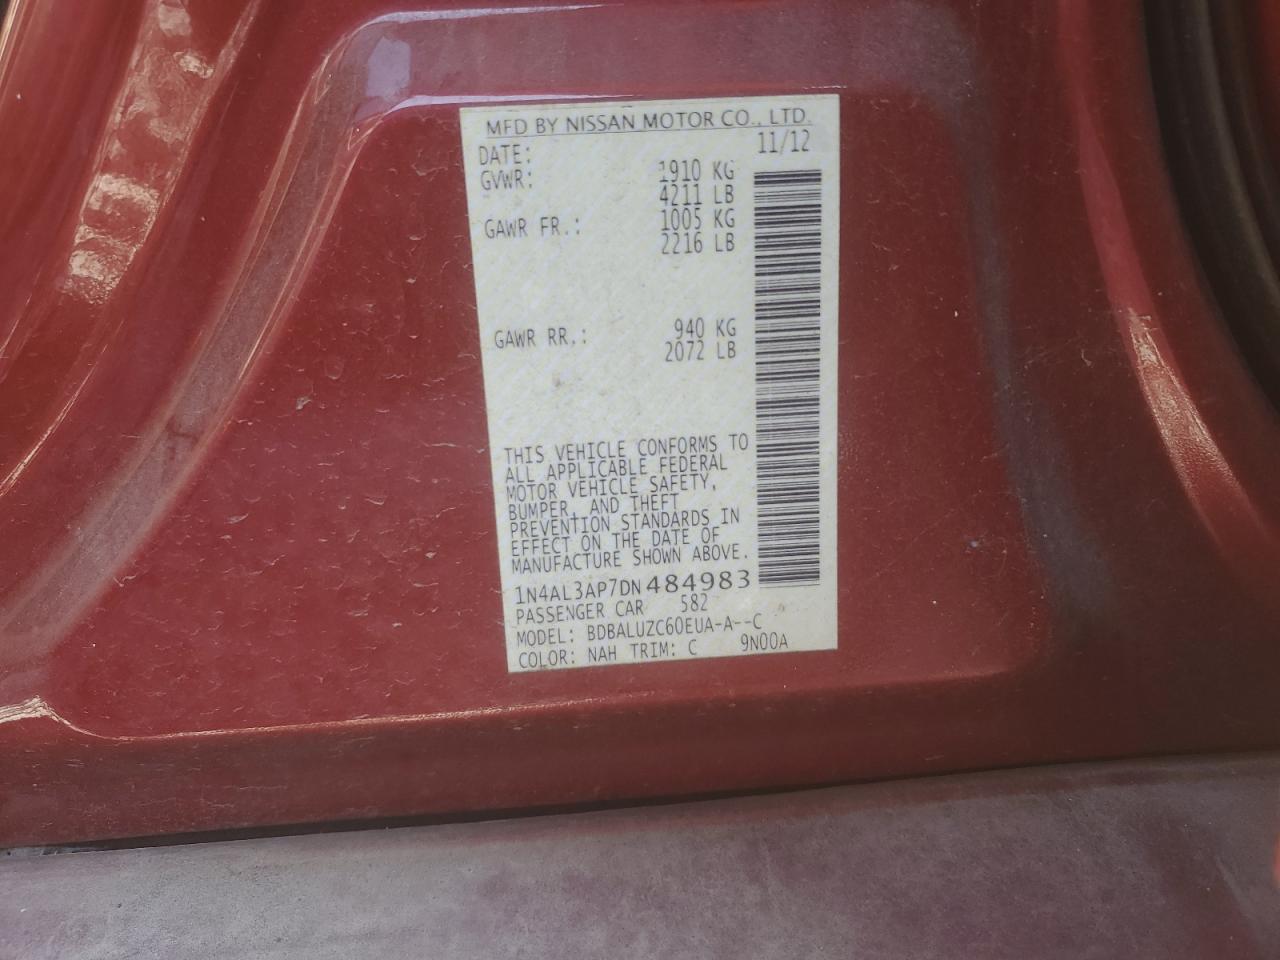 MFD BY NISSAN MOTOR CO., LTD.
DATE: 11/12
GVWR: 1910 KG
4211 LB
GAWR FR.: 1005 KG
2216 LB
GAWR RR.: 940 KG
2072 LB
THIS VEHICLE CONFORMS TO
ALL APPLICABLE FEDERAL
MOTOR VEHICLE SAFETY,
BUMPER, AND THEFT
PREVENTION STANDARDS IN
EFFECT ON THE DATE OF
MANUFACTURE SHOWN ABOVE.
1N4AL3AP7DN484983
PASSENGER CAR 582
MODEL: BDBALUZC60EUA-A--C
COLOR: NAH TRIM: C 9N00A